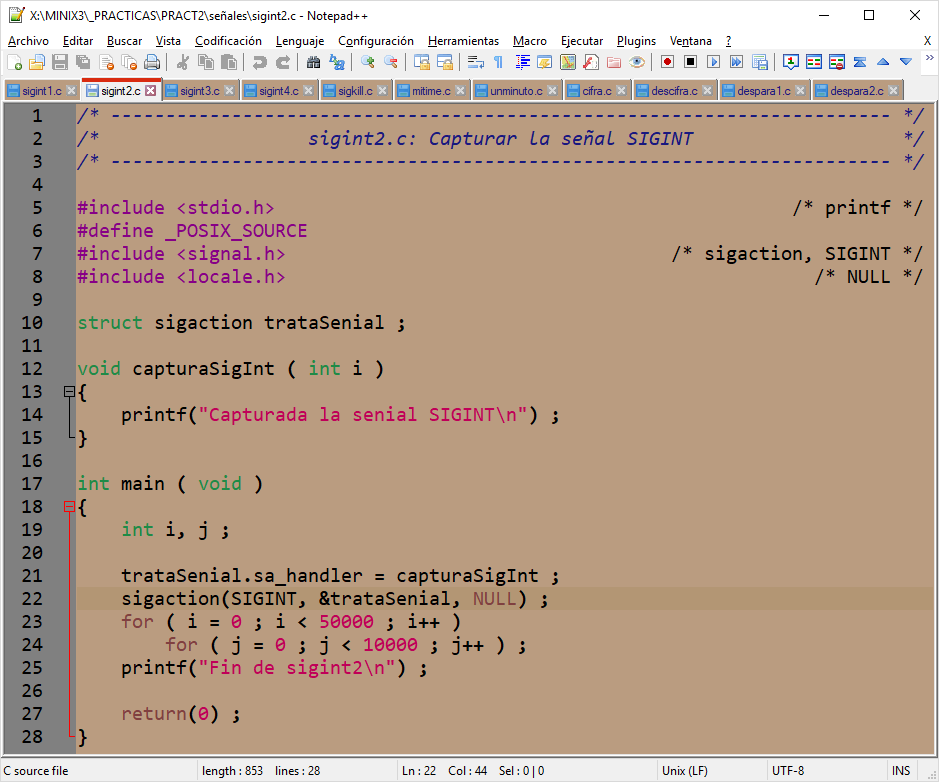 X:\MINIX3\_PRACTICAS\PRACT2\señales\sigint2.c - Notepad++
Archivo Editar Buscar Vista Codificación Lenguaje Configuración Herramientas Macro Ejecutar Plugins Ventana ? X
sigint1.c sigint2.c sigint3.c sigint4.c sigkill.c mitime.c unminuto.c cifra.c descifra.c despara1.c despara2.c
1 /* ----------------------------------------------------------------------- */
2 /* sigint2.c: Capturar la señal SIGINT */
3 /* ----------------------------------------------------------------------- */
4
5 #include <stdio.h> /* printf */
6 #define _POSIX_SOURCE
7 #include <signal.h> /* sigaction, SIGINT */
8 #include <locale.h> /* NULL */
9
10 struct sigaction trataSenial ;
11
12 void capturaSigInt ( int i )
13 {
14 printf("Capturada la senial SIGINT\n") ;
15 }
16
17 int main ( void )
18 {
19 int i, j ;
20
21 trataSenial.sa_handler = capturaSigInt ;
22 sigaction(SIGINT, &trataSenial, NULL) ;
23 for ( i = 0 ; i < 50000 ; i++ )
24 for ( j = 0 ; j < 10000 ; j++ ) ;
25 printf("Fin de sigint2\n") ;
26
27 return(0) ;
28 }
C source file length : 853 lines : 28 Ln : 22 Col : 44 Sel : 0 | 0 Unix (LF) UTF-8 INS